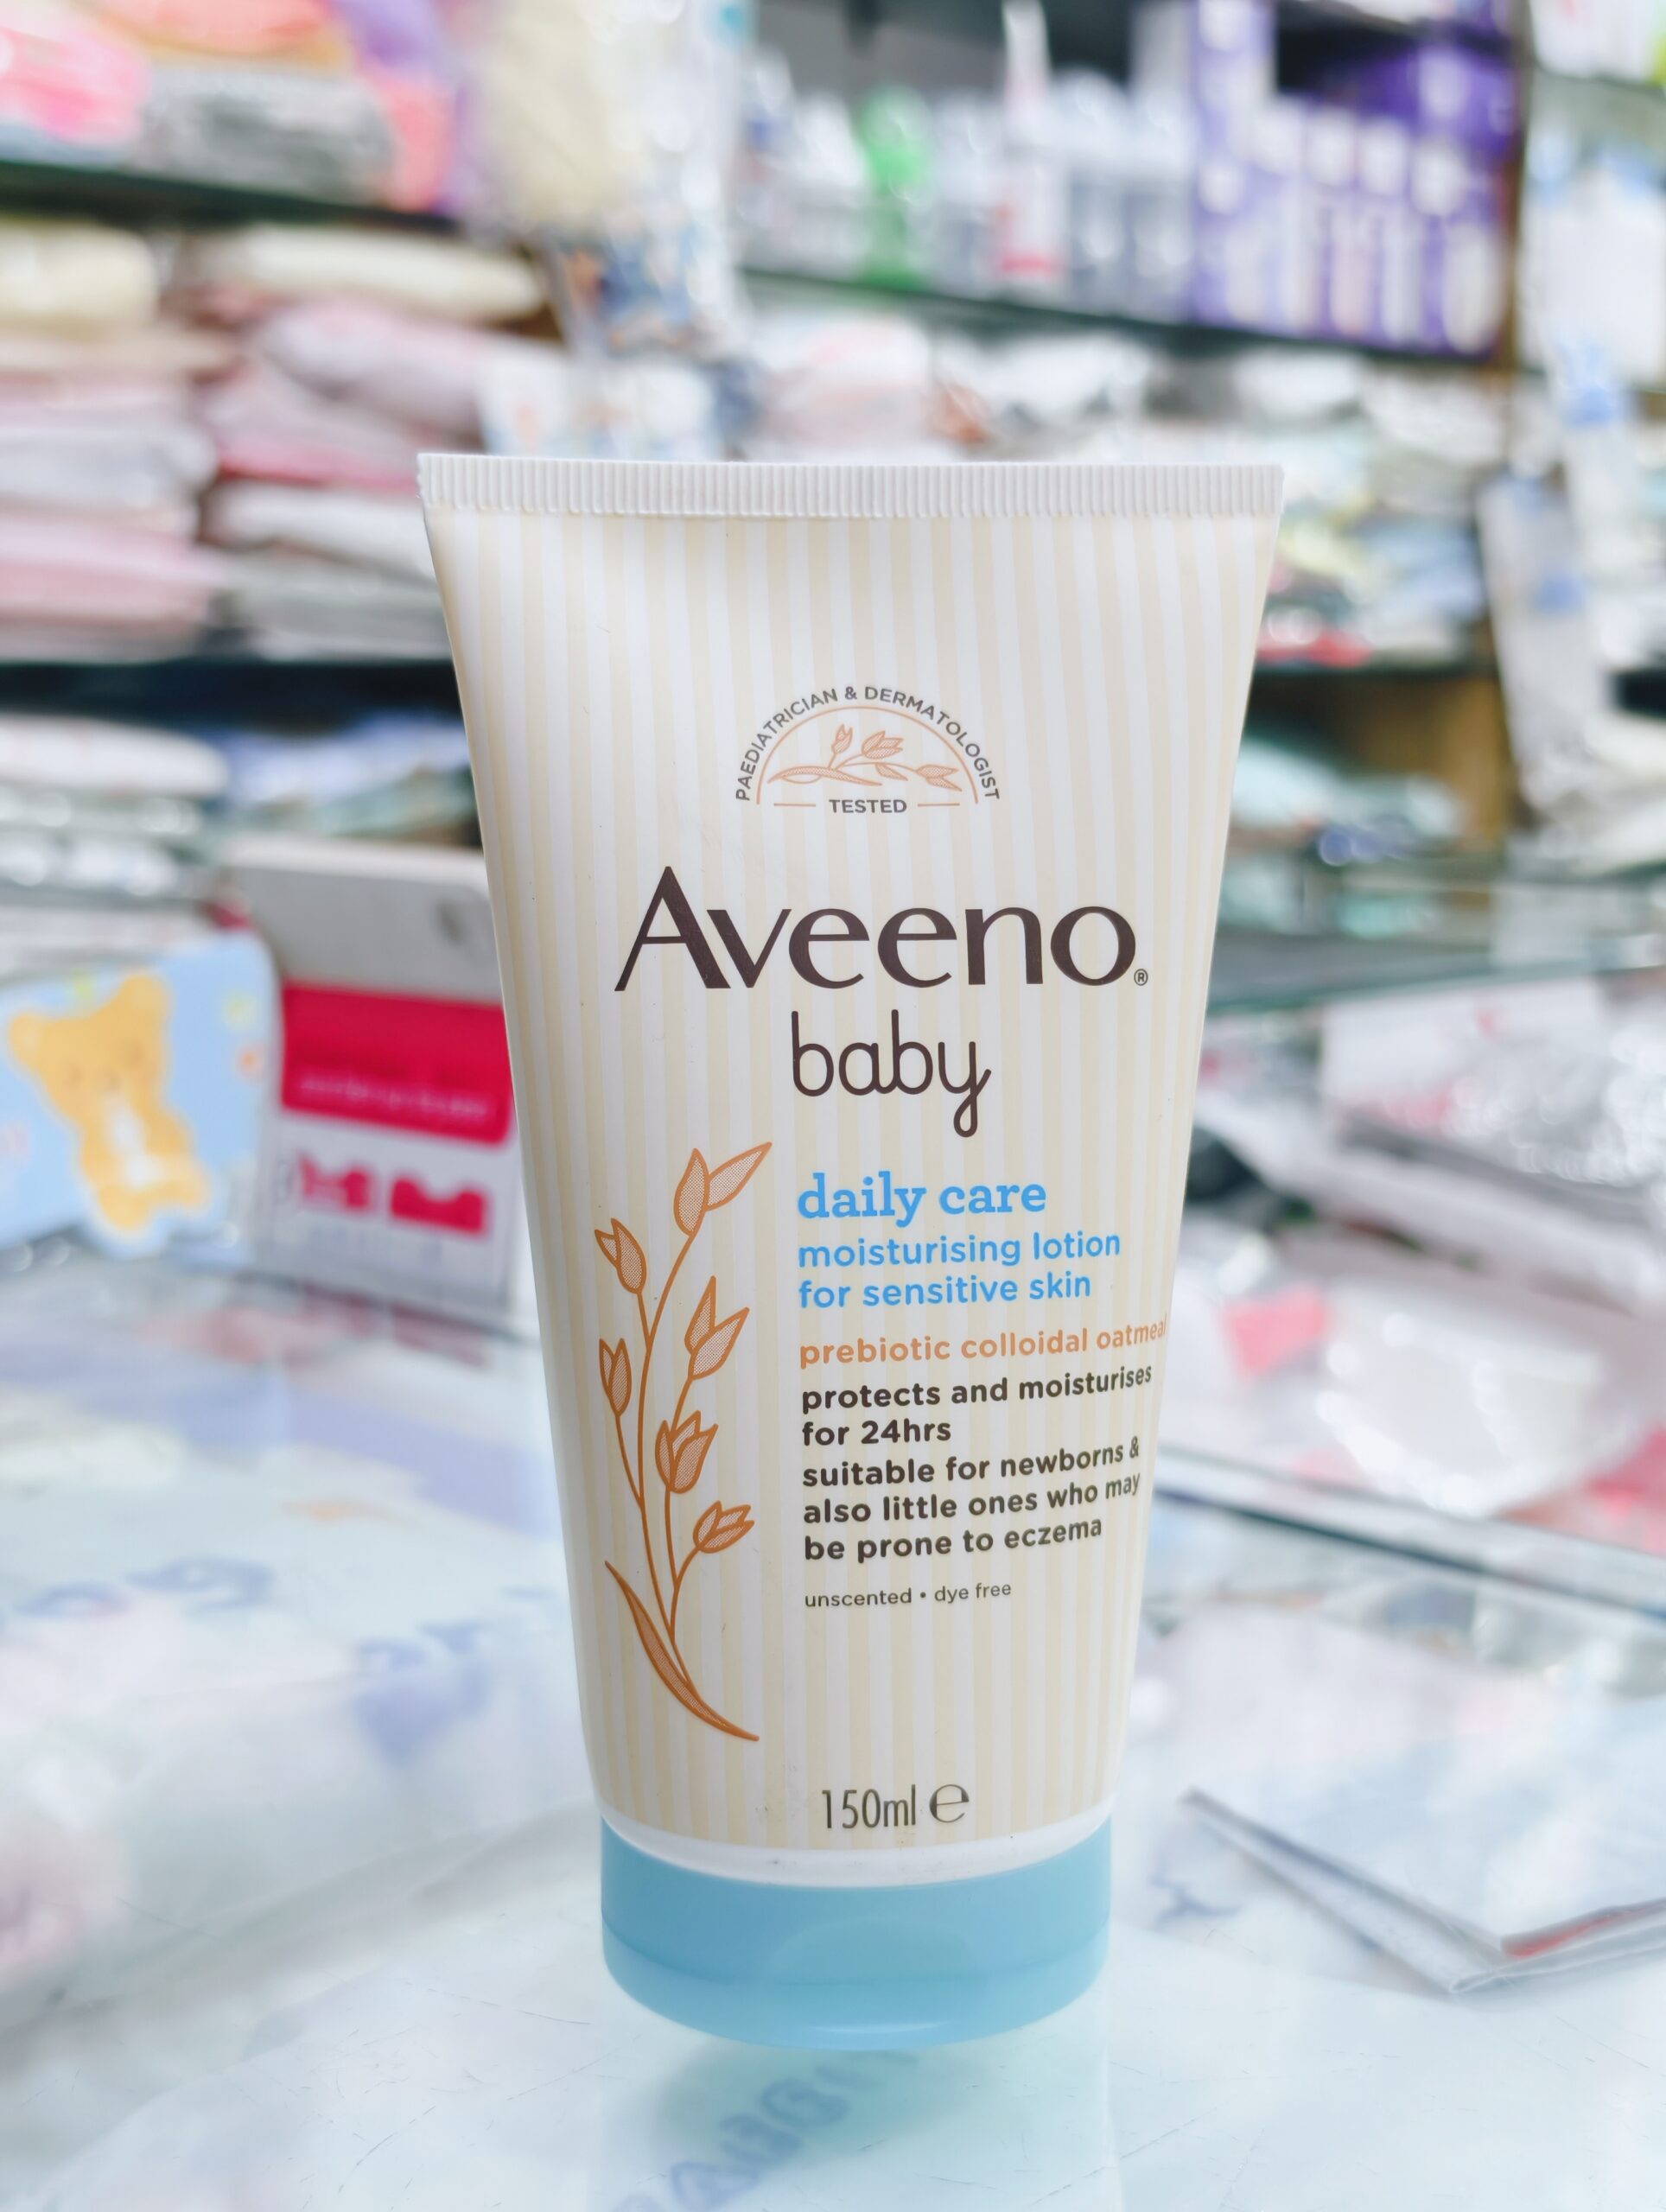 PAEDIATRICIAN & DERMATOLOGIST
TESTED
Aveeno®
baby
daily care
moisturising lotion
for sensitive skin
prebiotic colloidal oatmeal
protects and moisturises
for 24hrs
suitable for newborns &
also little ones who may
be prone to eczema
unscented • dye free
150ml ℮